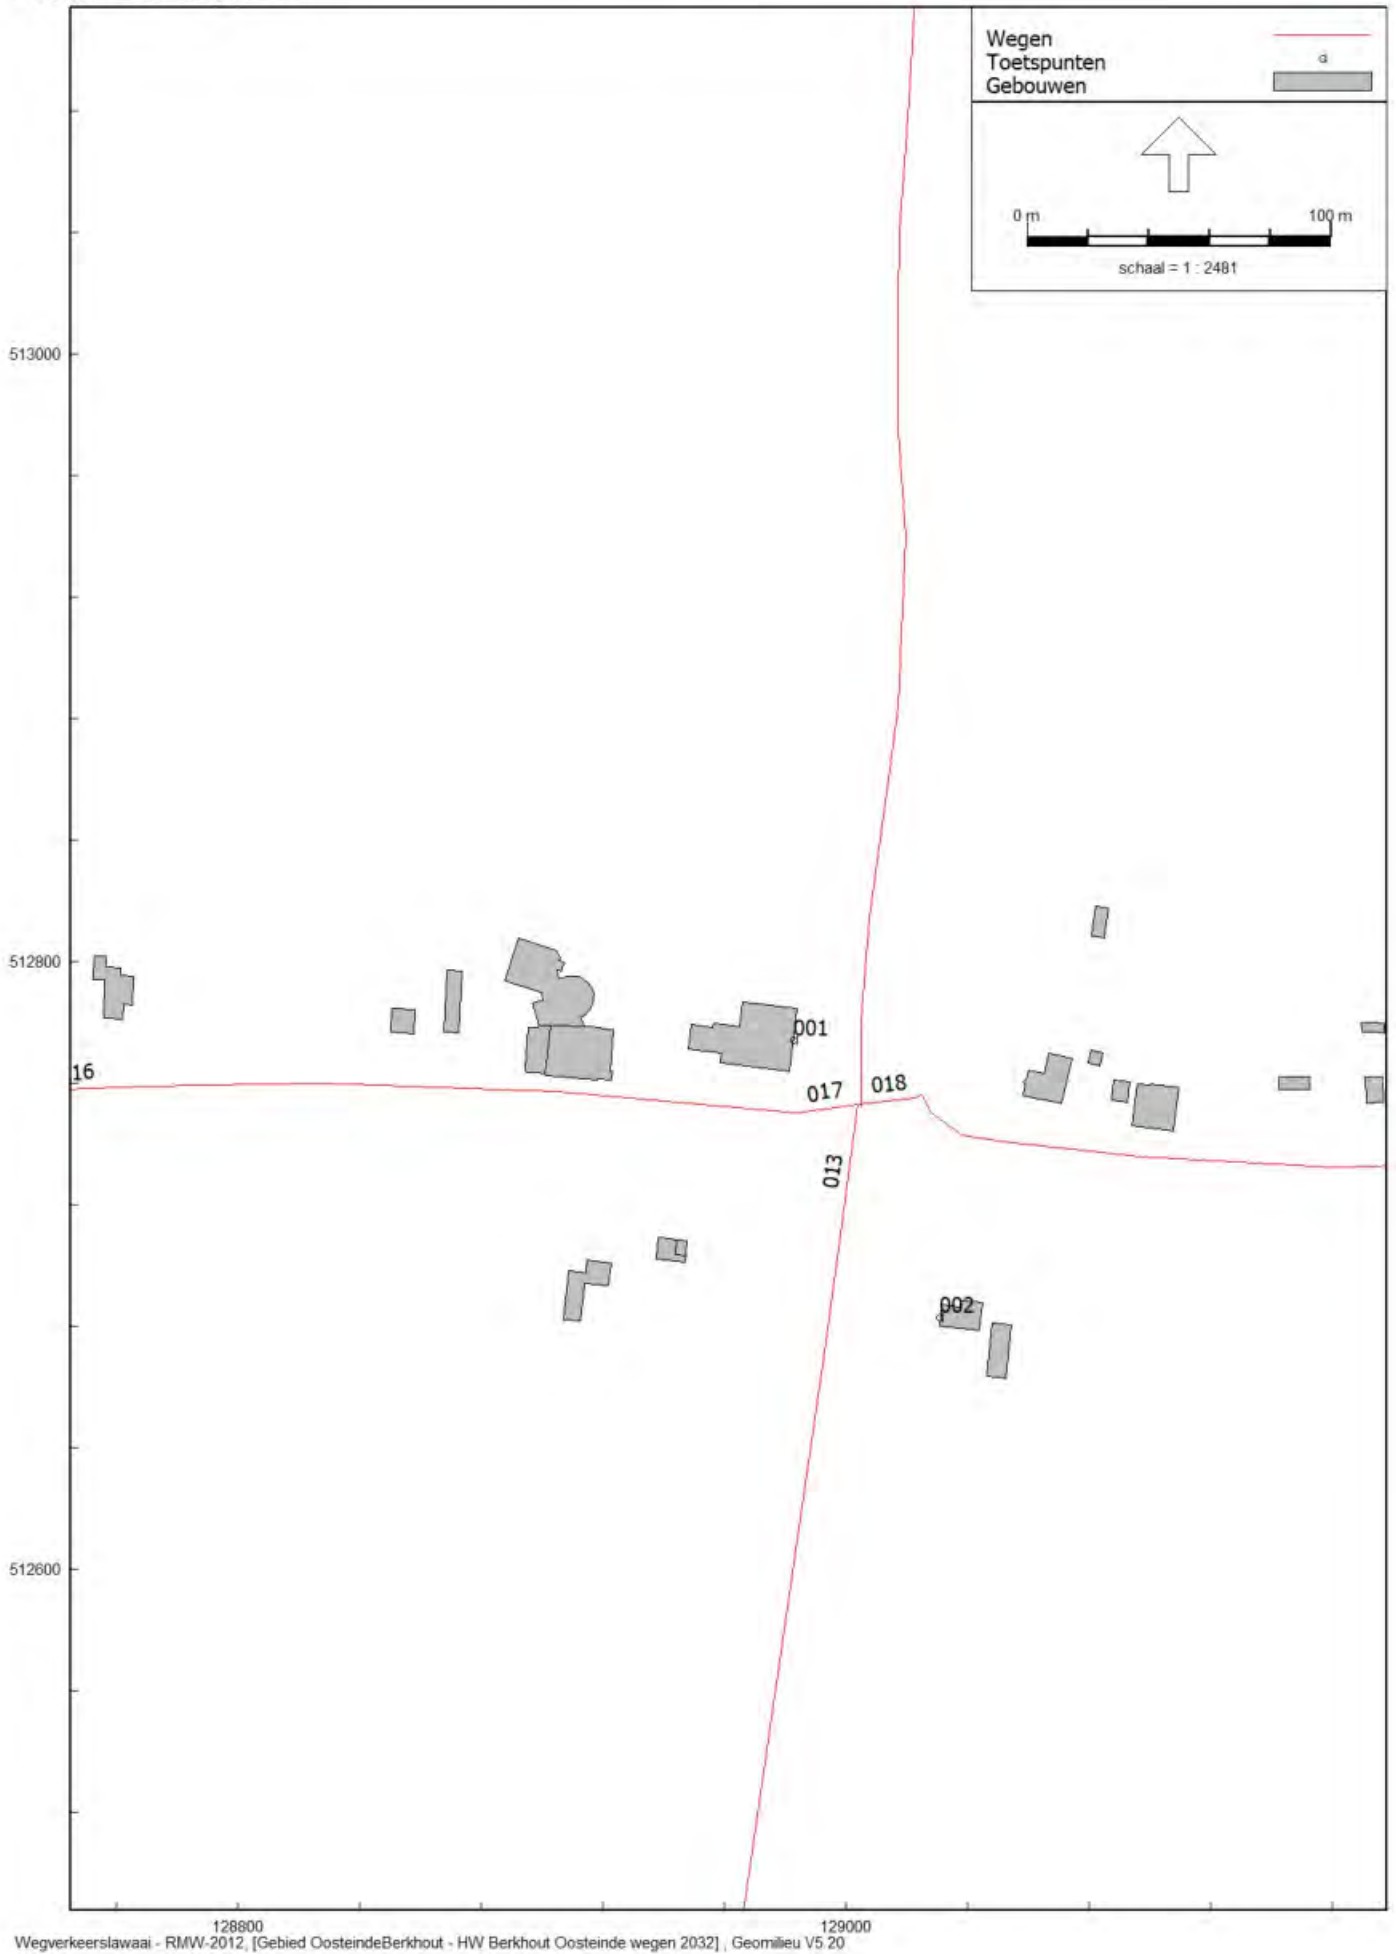 Wegen
Toetspunten
Gebouwen
0 m 100 m
schaal = 1 : 2481
513000
512800
001
16
017 018
013
002
512600
128800 129000
Wegverkeerslawaai - RMW-2012, [Gebied OosteindeBerkhout - HW Berkhout Oosteinde wegen 2032] , Geomilieu V5.20